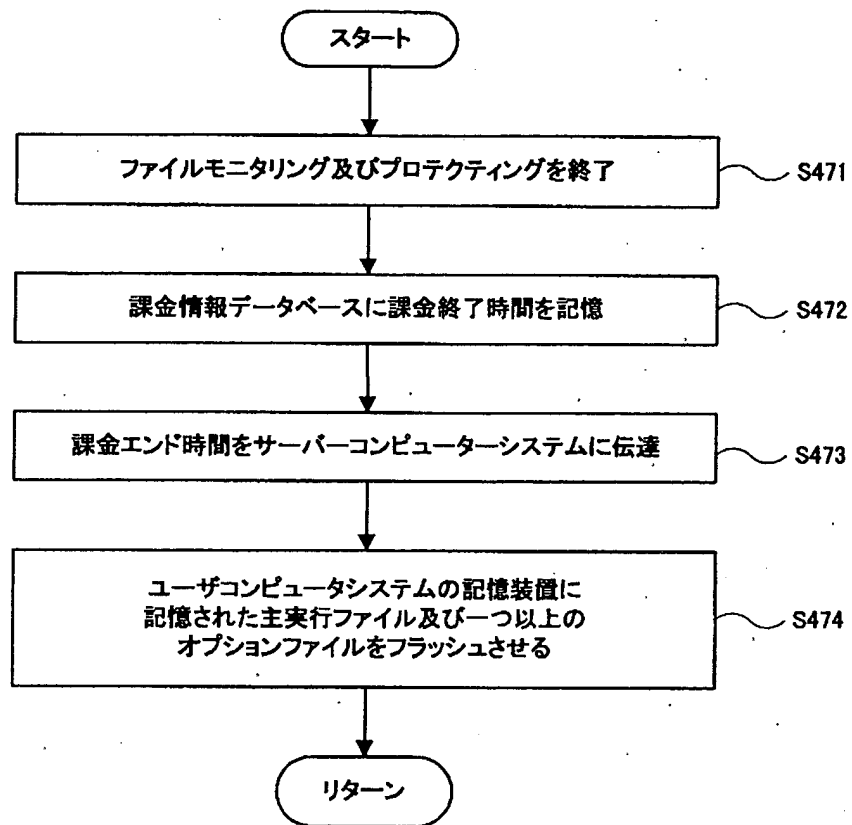 スタート
ファイルモニタリング及びプロテクティングを終了
S471
課金情報データベースに課金終了時間を記憶
S472
課金エンド時間をサーバーコンピューターシステムに伝達
S473
ユーザコンピュータシステムの記憶装置に
記憶された主実行ファイル及び一つ以上の
オプションファイルをフラッシュさせる
S474
リターン